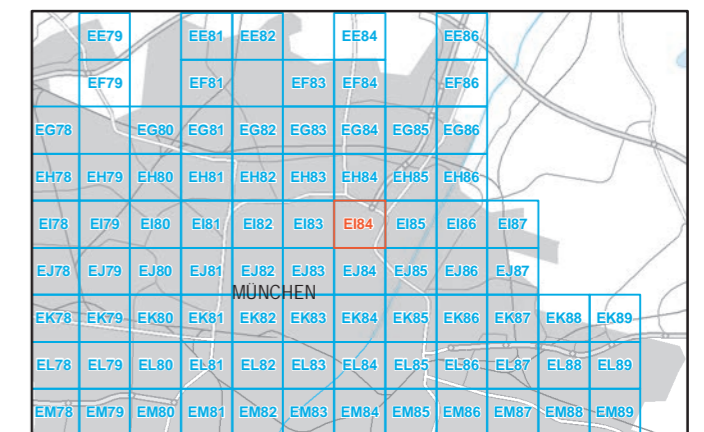 EE79 EE81 EE82 EE84 EE86
EF79 EF81 EF83 EF84 EF86
EG78 EG80 EG81 EG82 EG83 EG84 EG85 EG86
EH78 EH79 EH80 EH81 EH82 EH83 EH84 EH85 EH86
EI78 EI79 EI80 EI81 EI82 EI83 EI84 EI85 EI86 EI87
EJ78 EJ79 EJ80 EJ81 EJ82 EJ83 EJ84 EJ85 EJ86 EJ87
MÜNCHEN
EK78 EK79 EK80 EK81 EK82 EK83 EK84 EK85 EK86 EK87 EK88 EK89
EL78 EL79 EL80 EL81 EL82 EL83 EL84 EL85 EL86 EL87 EL88 EL89
EM78 EM79 EM80 EM81 EM82 EM83 EM84 EM85 EM86 EM87 EM88 EM89